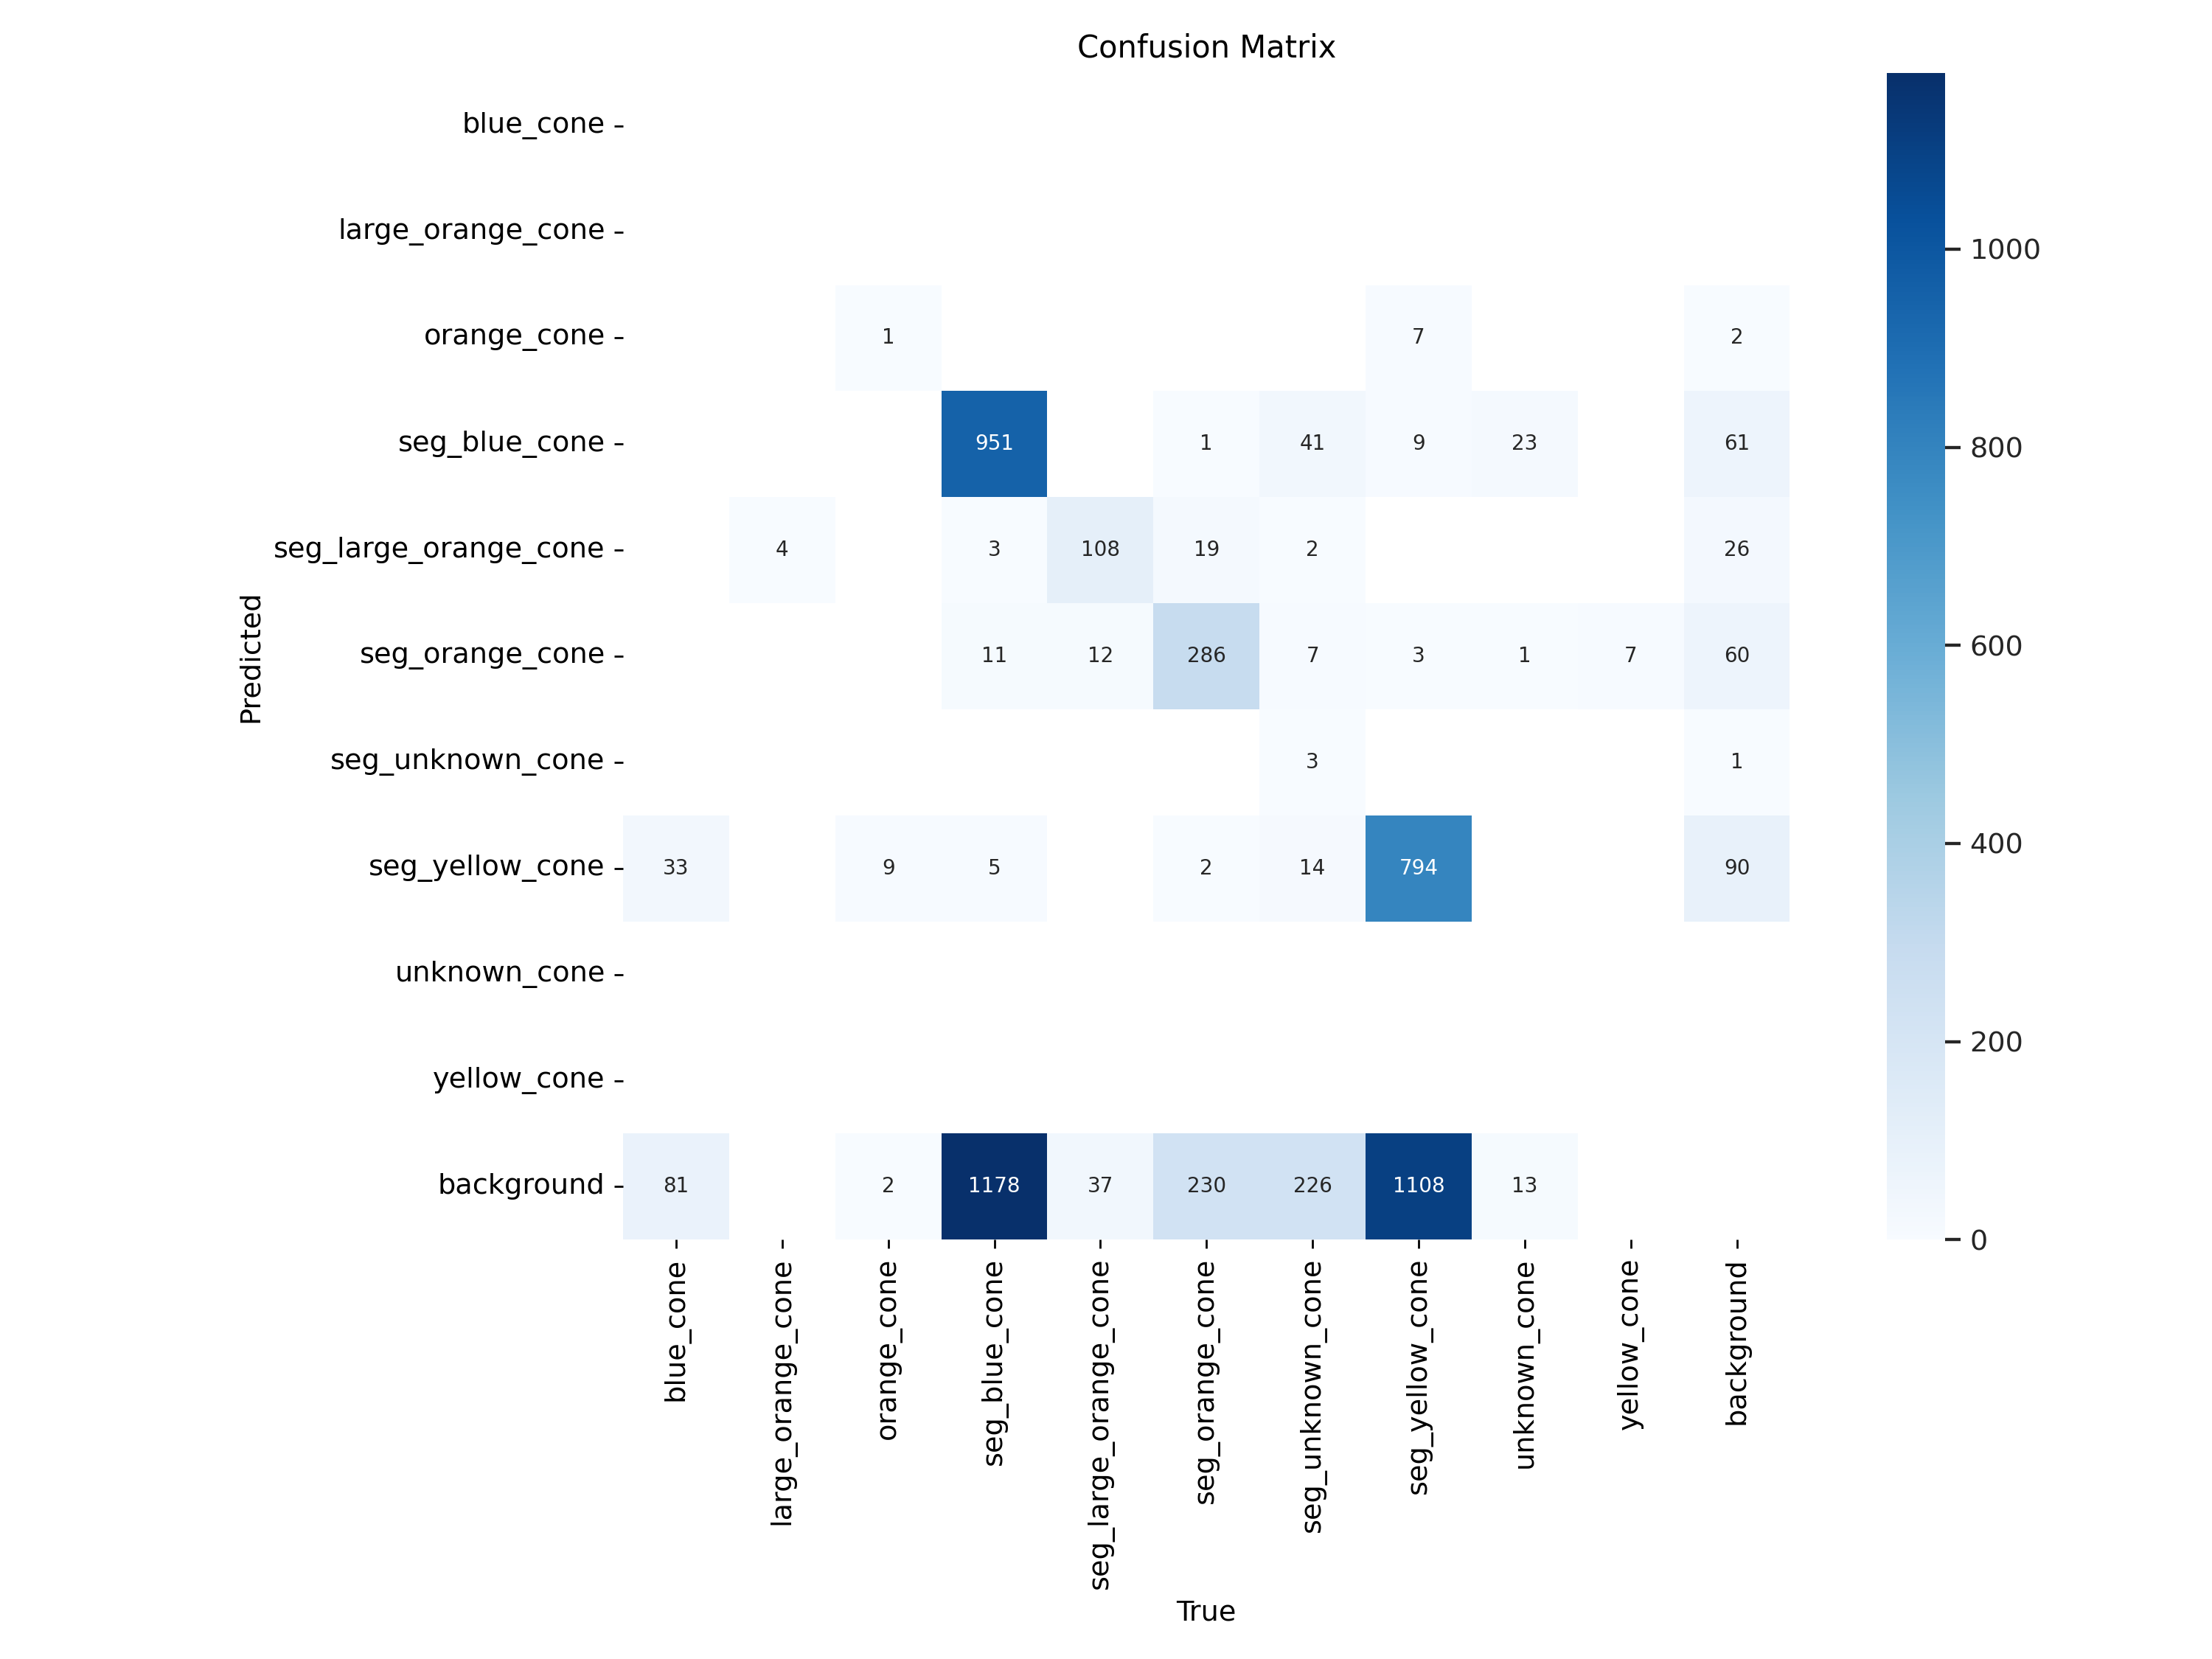 Confusion Matrix
blue_cone
large_orange_cone
orange_cone 1 7 2
seg_blue_cone 951 1 41 9 23 61
seg_large_orange_cone 4 3 108 19 2 26
seg_orange_cone 11 12 286 7 3 1 7 60
seg_unknown_cone 3 1
seg_yellow_cone 33 9 5 2 14 794 90
unknown_cone
yellow_cone
background 81 2 1178 37 230 226 1108 13
Predicted
blue_cone
large_orange_cone
orange_cone
seg_blue_cone
seg_large_orange_cone
seg_orange_cone
seg_unknown_cone
seg_yellow_cone
unknown_cone
yellow_cone
background
True
1000
800
600
400
200
0